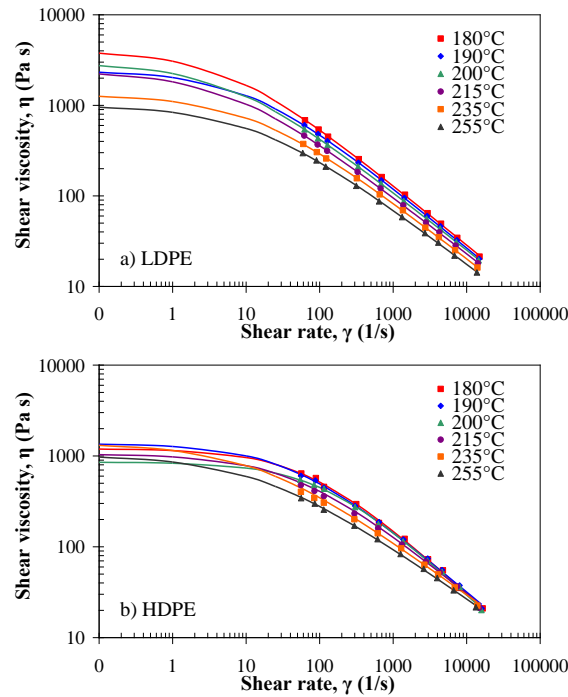 10000
1000
100
10
Shear viscosity, η (Pa s)
180°C
190°C
200°C
215°C
235°C
255°C
a) LDPE
0 1 10 100 1000 10000 100000
Shear rate, γ (1/s)
10000
1000
100
10
Shear viscosity, η (Pa s)
180°C
190°C
200°C
215°C
235°C
255°C
b) HDPE
0 1 10 100 1000 10000 100000
Shear rate, γ (1/s)